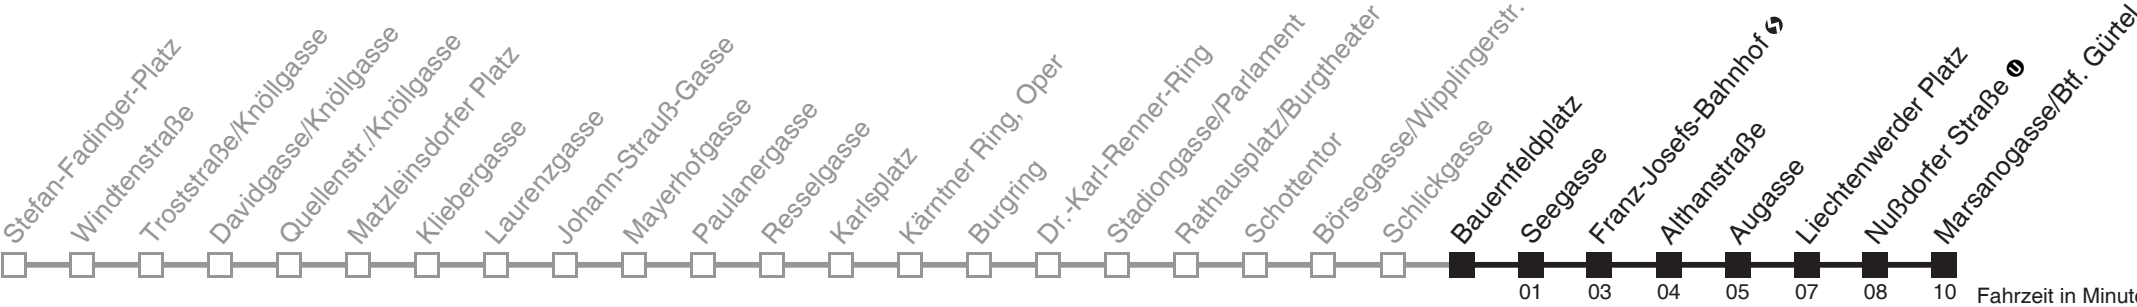 Stefan-Fadinger-Platz
Windtenstraße
Troststraße/Knöllgasse
Davidgasse/Knöllgasse
Quellenstr./Knöllgasse
Matzleinsdorfer Platz
Kliebergasse
Laurenzgasse
Johann-Strauß-Gasse
Mayerhofgasse
Paulanergasse
Resselgasse
Karlsplatz
Kärntner Ring, Oper
Burgring
Dr.-Karl-Renner-Ring
Stadiongasse/Parlament
Rathausplatz/Burgtheater
Schottentor
Börsegasse/Wipplingerstr.
Schlickgasse
Bauernfeldplatz
Seegasse
Franz-Josefs-Bahnhof S
Althanstraße
Augasse
Liechtenwerder Platz
Nußdorfer Straße U
Marsanogasse/Btf. Gürtel
01 03 04 05 07 08 10 Fahrzeit in Minute